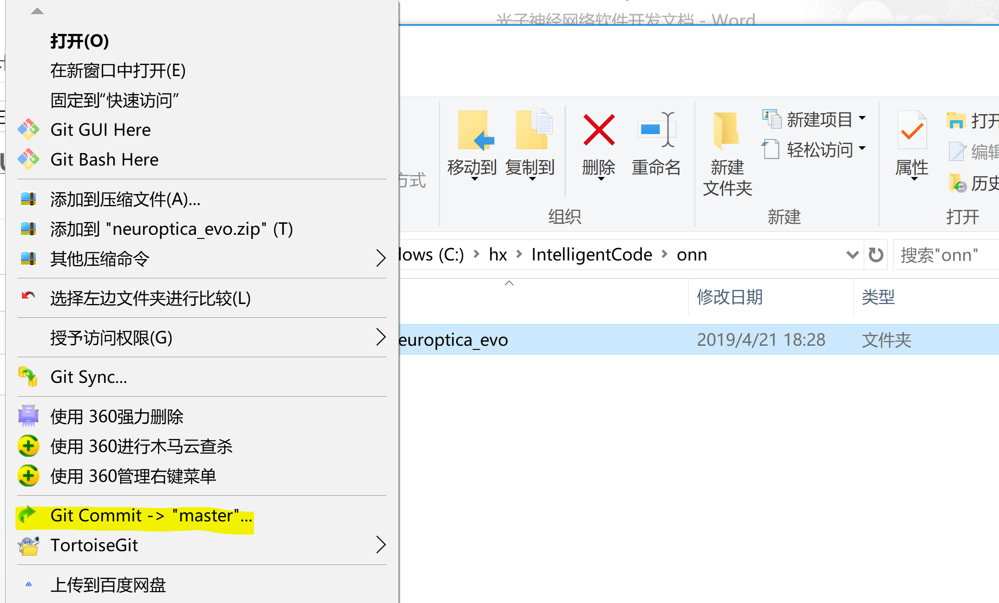 打开(O)
在新窗口中打开(E)
固定到“快速访问”
Git GUI Here
Git Bash Here
添加到压缩文件(A)...
添加到 "neuroptica_evo.zip" (T)
其他压缩命令
选择左边文件夹进行比较(L)
授予访问权限(G)
Git Sync...
使用 360强力删除
使用 360进行木马云查杀
使用 360管理右键菜单
Git Commit -> "master"...
TortoiseGit
上传到百度网盘
光子神经网络软件开发文档 - Word
方式
移动到
复制到
删除
重命名
组织
新建
文件夹
新建项目
轻松访问
新建
属性
打开
编辑
历史
打开
dows (C:) › hx › IntelligentCode › onn
搜索"onn"
修改日期
类型
europtica_evo
2019/4/21 18:28
文件夹